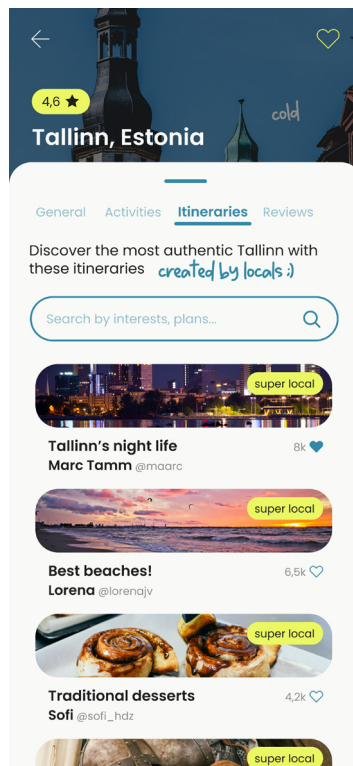 4,6
cold
Tallinn, Estonia
General Activities Itineraries Reviews
Discover the most authentic Tallinn with
these itineraries created by locals :)
Search by interests, plans...
super local
Tallinn’s night life 8k
Marc Tamm @maarc
super local
Best beaches! 6,5k
Lorena @lorenajv
super local
Traditional desserts 4,2k
Sofi @sofi_hdz
super local